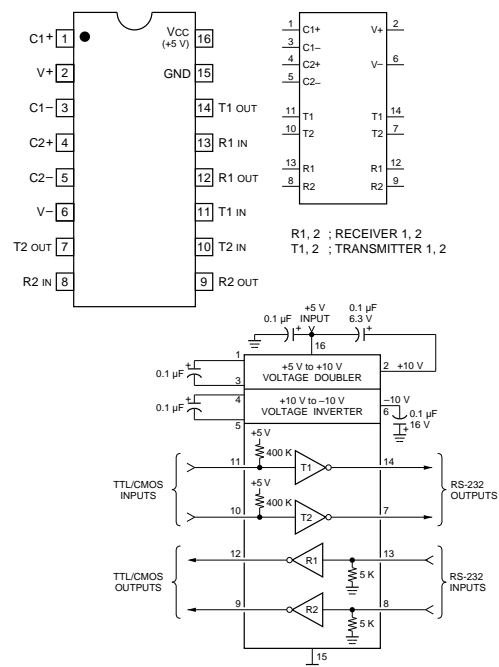 C1+ 1
VCC
(+5 V) 16
V+ 2
GND 15
C1− 3
14 T1 OUT
C2+ 4
13 R1 IN
C2− 5
12 R1 OUT
V− 6
11 T1 IN
T2 OUT 7
10 T2 IN
R2 IN 8
9 R2 OUT
1 C1+ V+ 2
3 C1−
4 C2+ V− 6
5 C2−
11 T1 T1 14
10 T2 T2 7
13 R1 R1 12
8 R2 R2 9
R1, 2 ; RECEIVER 1, 2
T1, 2 ; TRANSMITTER 1, 2
0.1 µF
+
+5 V
INPUT
0.1 µF
6.3 V
+
16
1
+5 V to +10 V
VOLTAGE DOUBLER
2 +10 V
0.1 µF
+
3
4
+10 V to –10 V
VOLTAGE INVERTER
–10 V
6
0.1 µF
+
5
0.1 µF
16 V
+
+5 V
400 K
11
T1
14
TTL/CMOS
INPUTS
+5 V
400 K
10
T2
7
RS-232
OUTPUTS
12
R1
13
5 K
TTL/CMOS
OUTPUTS
9
R2
8
5 K
RS-232
INPUTS
15